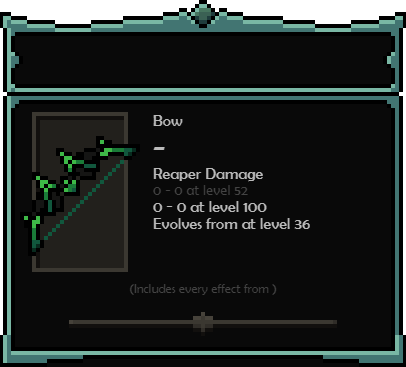 Bow
–
Reaper Damage
0 - 0 at level 52
0 - 0 at level 100
Evolves from at level 36
(Includes every effect from )